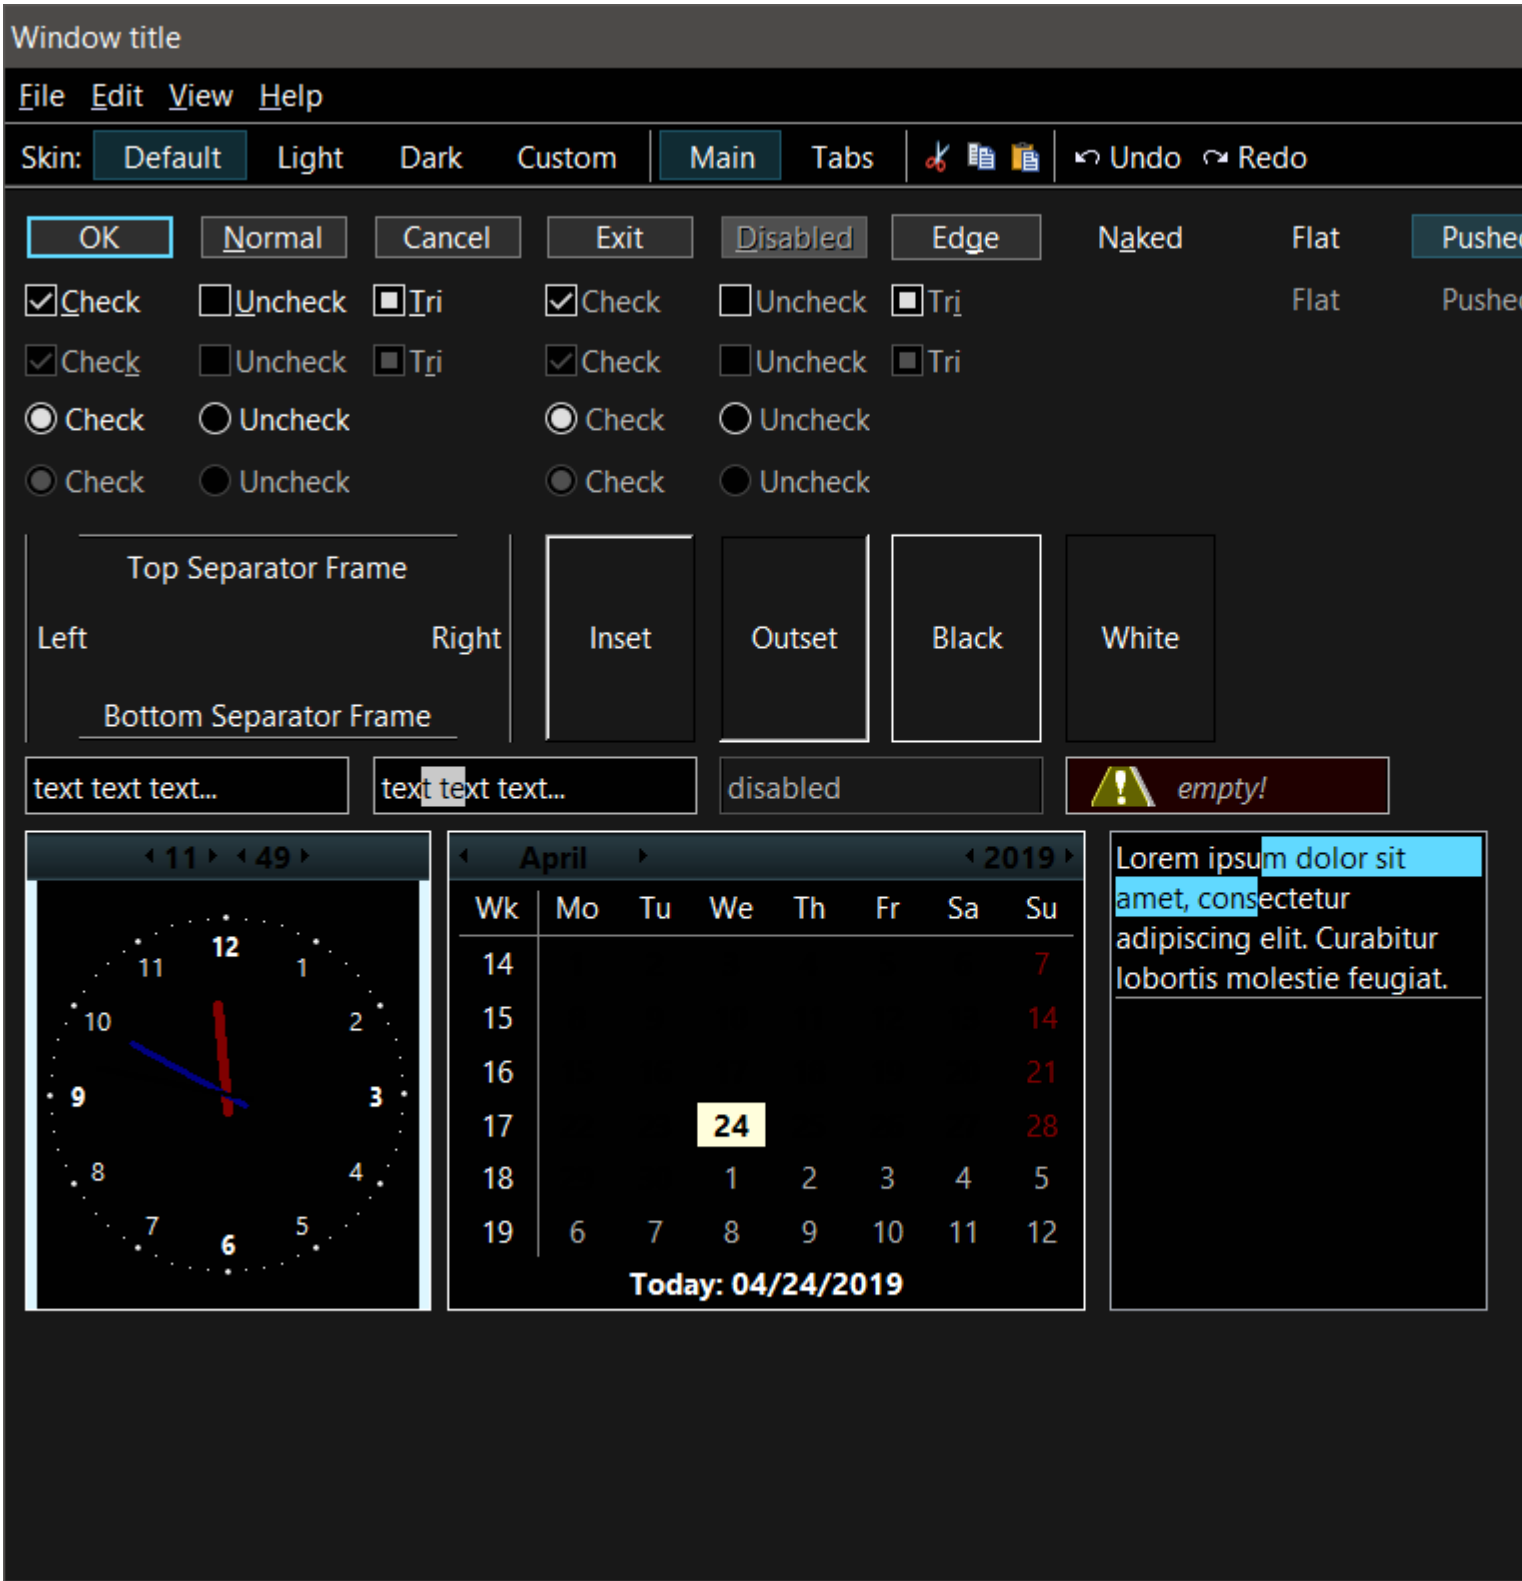 Window title
File Edit View Help
Skin: Default Light Dark Custom Main Tabs Undo Redo
OK Normal Cancel Exit Disabled Edge Naked Flat Pushed
Check Uncheck Tri Check Uncheck Tri Flat Pushed
Check Uncheck Tri Check Uncheck Tri
Check Uncheck Check Uncheck
Check Uncheck Check Uncheck
Top Separator Frame
Left Right Inset Outset Black White
Bottom Separator Frame
text text text... text text text... disabled empty!
11 49
12
11 1
10 2
9 3
8 4
7 5
6
April 2019
Wk Mo Tu We Th Fr Sa Su
14 7
15 14
16 21
17 24 28
18 1 2 3 4 5
19 6 7 8 9 10 11 12
Today: 04/24/2019
Lorem ipsum dolor sit
amet, consectetur
adipiscing elit. Curabitur
lobortis molestie feugiat.